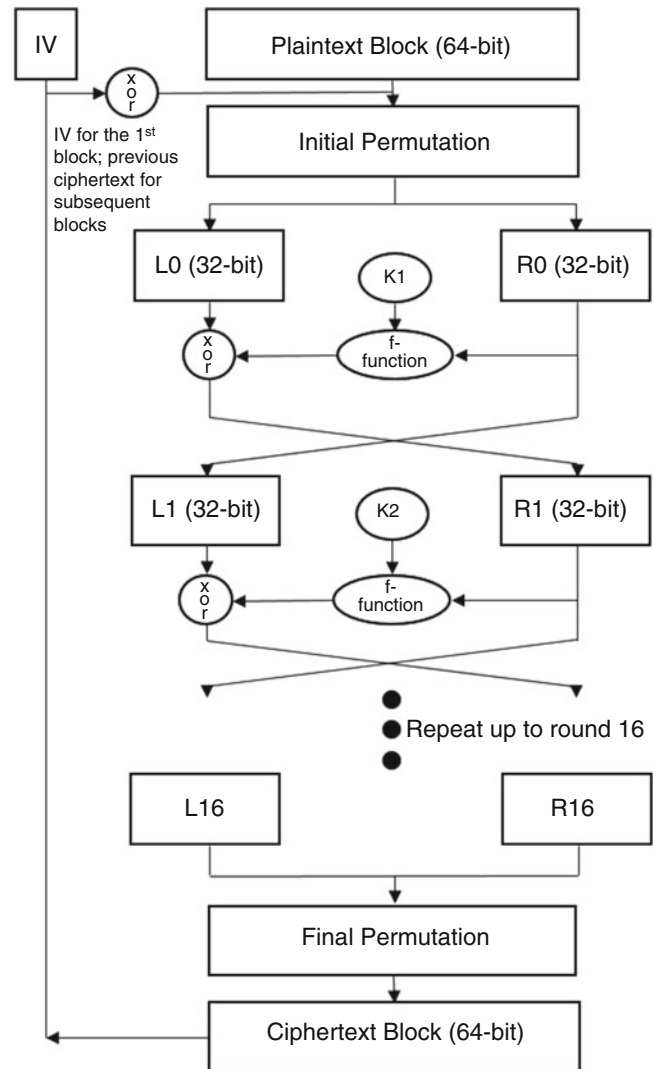 IV
Plaintext Block (64-bit)
x
o
r
IV for the 1st
block; previous
ciphertext for
subsequent
blocks
Initial Permutation
L0 (32-bit)
K1
R0 (32-bit)
x
o
r
f-
function
L1 (32-bit)
K2
R1 (32-bit)
x
o
r
f-
function
Repeat up to round 16
L16
R16
Final Permutation
Ciphertext Block (64-bit)